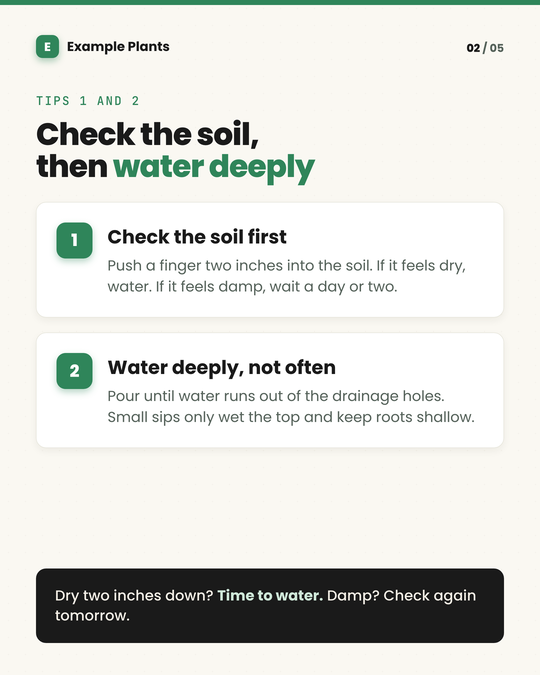 E Example Plants
02 / 05
TIPS 1 AND 2
Check the soil,
then water deeply
1 Check the soil first
Push a finger two inches into the soil. If it feels dry,
water. If it feels damp, wait a day or two.
2 Water deeply, not often
Pour until water runs out of the drainage holes.
Small sips only wet the top and keep roots shallow.
Dry two inches down? Time to water. Damp? Check again
tomorrow.